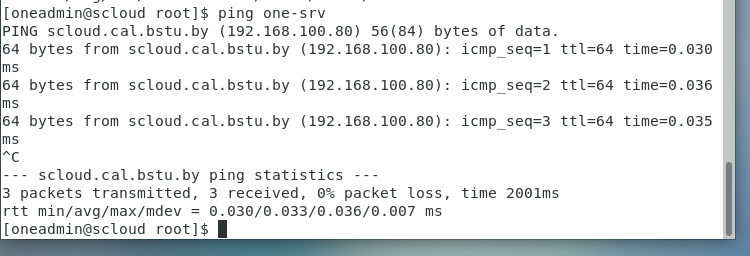 [oneadmin@scloud root]$ ping one-srv
PING scloud.cal.bstu.by (192.168.100.80) 56(84) bytes of data.
64 bytes from scloud.cal.bstu.by (192.168.100.80): icmp_seq=1 ttl=64 time=0.030
ms
64 bytes from scloud.cal.bstu.by (192.168.100.80): icmp_seq=2 ttl=64 time=0.036
ms
64 bytes from scloud.cal.bstu.by (192.168.100.80): icmp_seq=3 ttl=64 time=0.035
ms
^C
--- scloud.cal.bstu.by ping statistics ---
3 packets transmitted, 3 received, 0% packet loss, time 2001ms
rtt min/avg/max/mdev = 0.030/0.033/0.036/0.007 ms
[oneadmin@scloud root]$